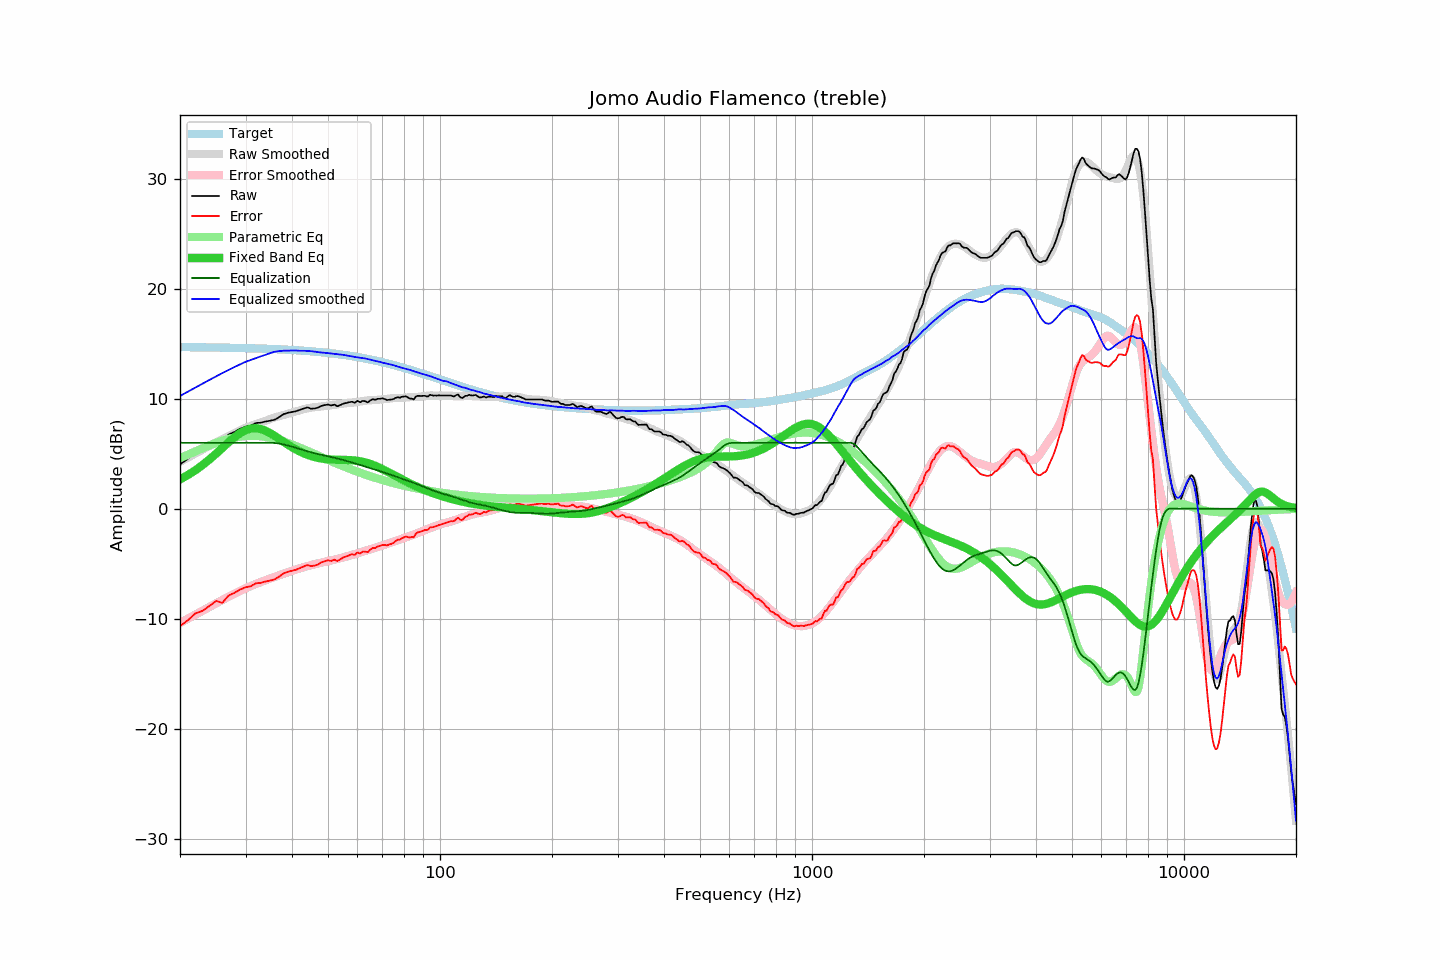 Jomo Audio Flamenco (treble)
Target
Raw Smoothed
Error Smoothed
Raw
Error
Parametric Eq
Fixed Band Eq
Equalization
Equalized smoothed
30
20
10
0
−10
−20
−30
Amplitude (dBr)
100
1000
10000
Frequency (Hz)